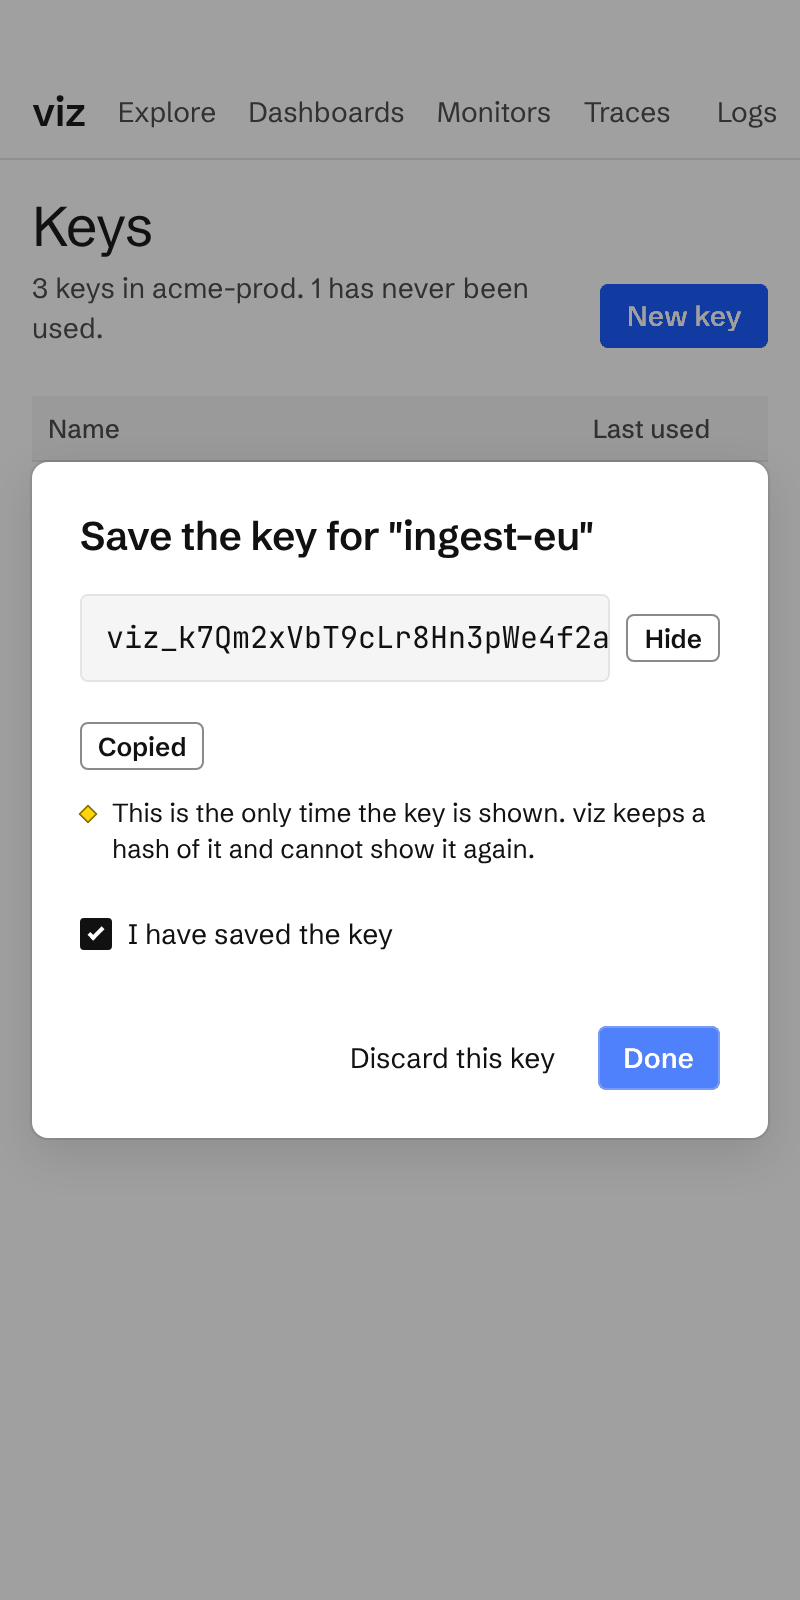 viz Explore Dashboards Monitors Traces Logs
Keys
3 keys in acme-prod. 1 has never been
used.
New key
Name Last used
Save the key for "ingest-eu"
viz_k7Qm2xVbT9cLr8Hn3pWe4f2a
Hide
Copied
This is the only time the key is shown. viz keeps a
hash of it and cannot show it again.
I have saved the key
Discard this key Done